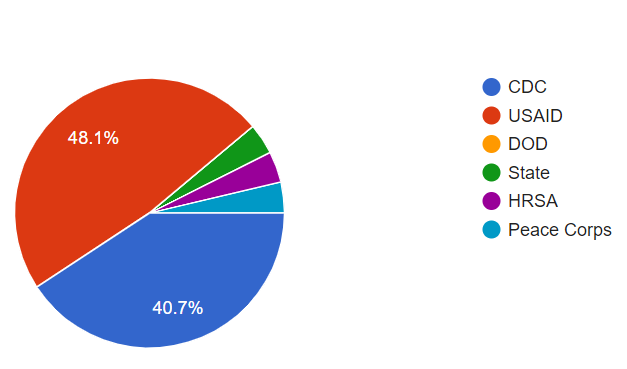 48.1%
40.7%
CDC
USAID
DOD
State
HRSA
Peace Corps